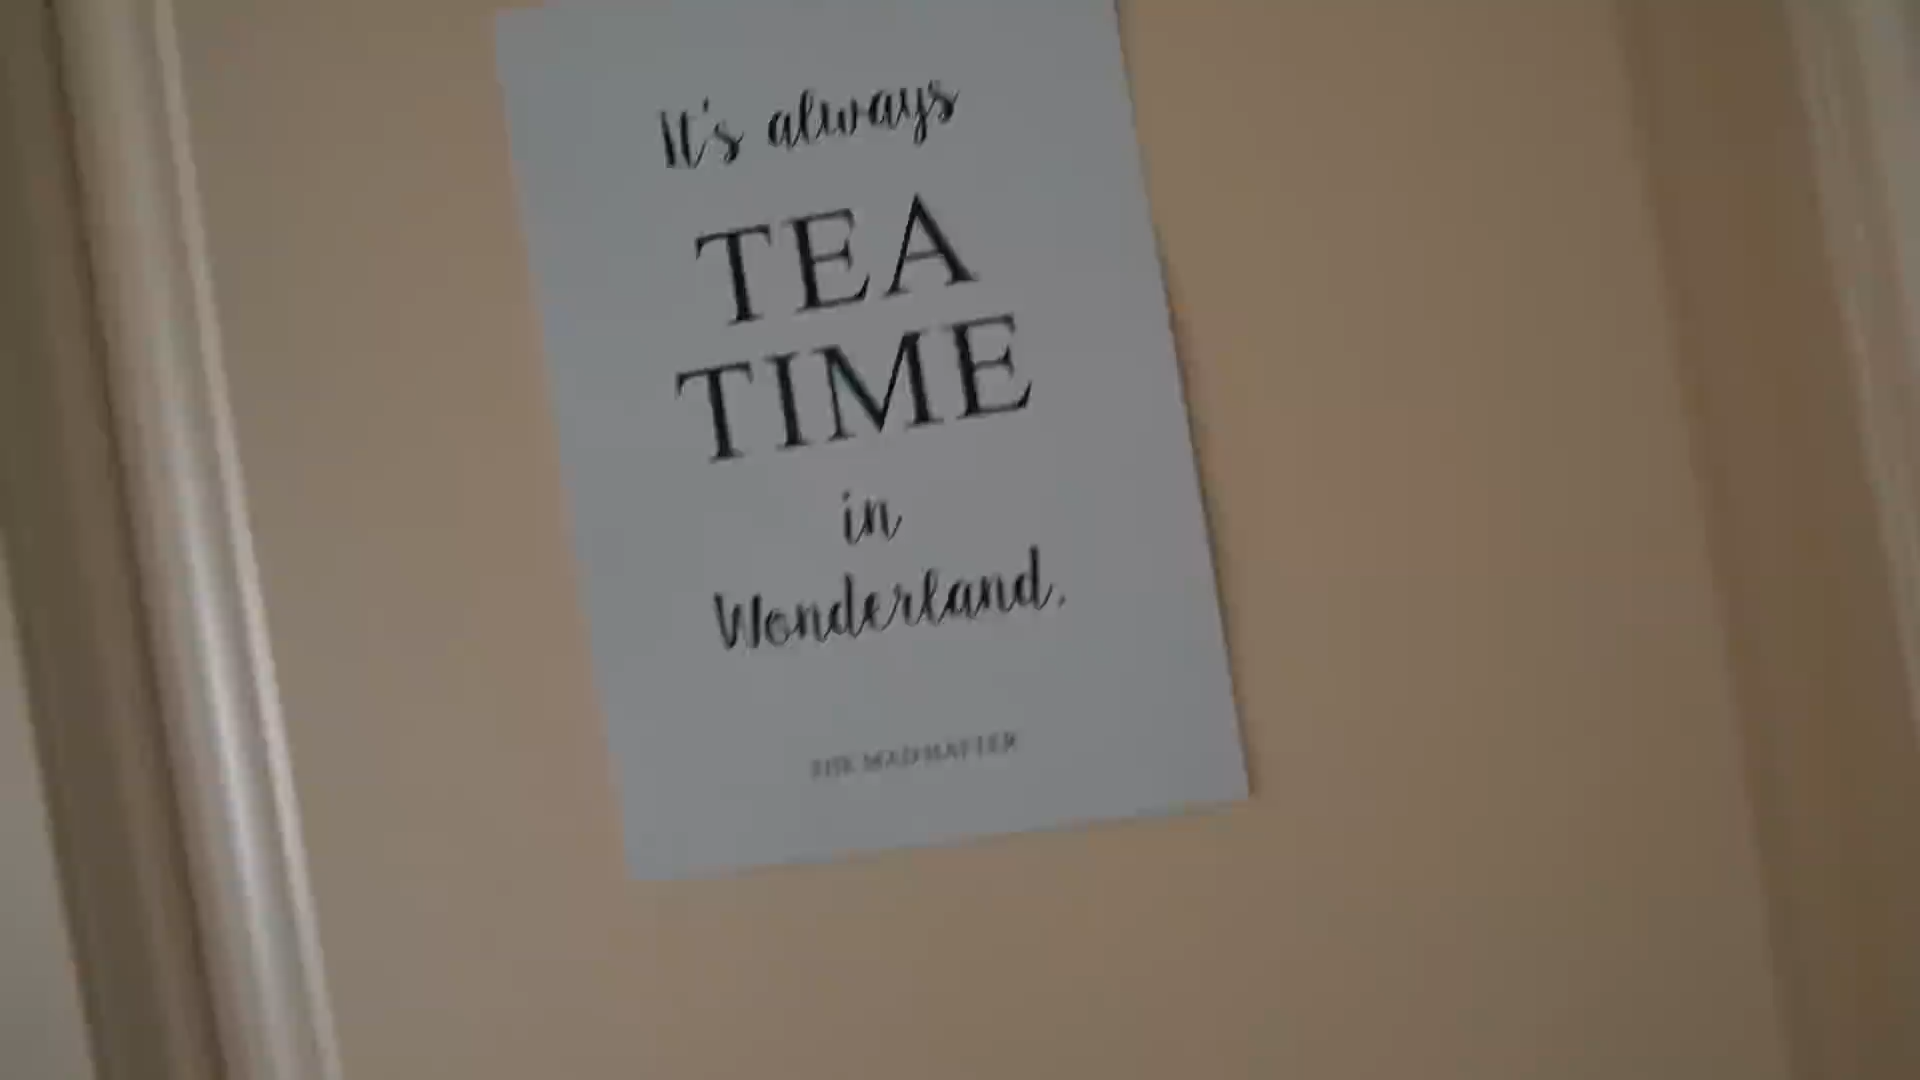 It's always
TEA
TIME
in
Wonderland.
THE MAD HATTER